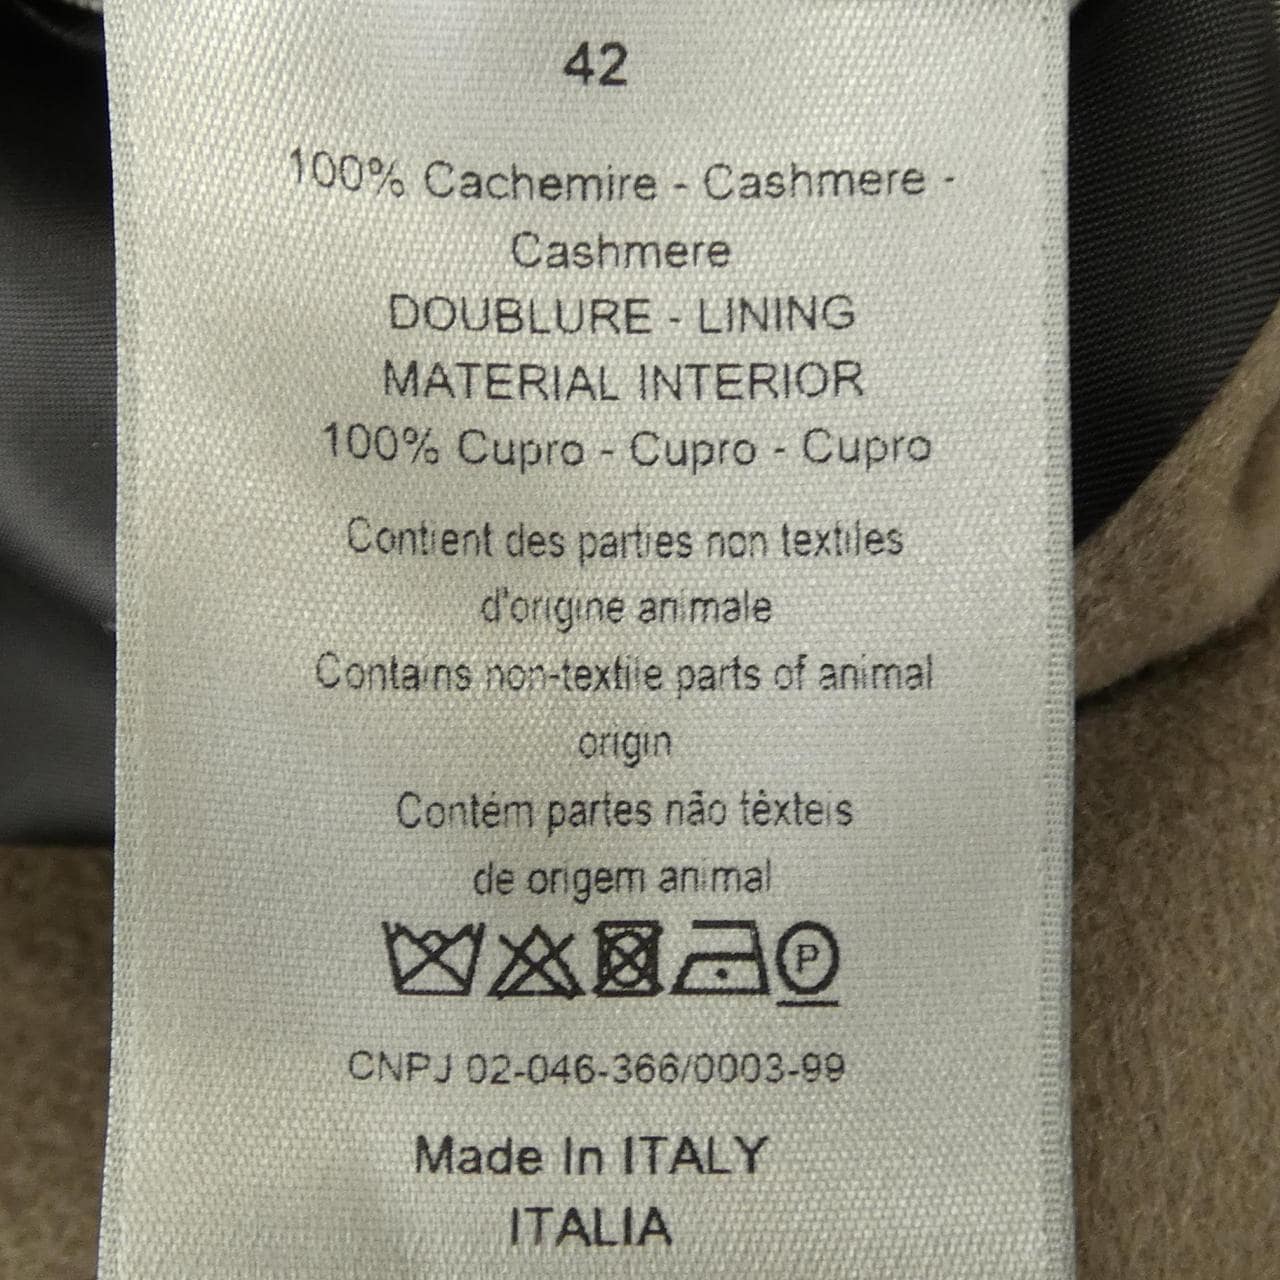 42
100% Cachemire - Cashmere -
Cashmere
DOUBLURE - LINING
MATERIAL INTERIOR
100% Cupro - Cupro - Cupro
Contient des parties non textiles
d'origine animale
Contains non-textile parts of animal
origin
Contém partes não têxteis
de origem animal
P
CNPJ 02-046-366/0003-99
Made In ITALY
ITALIA